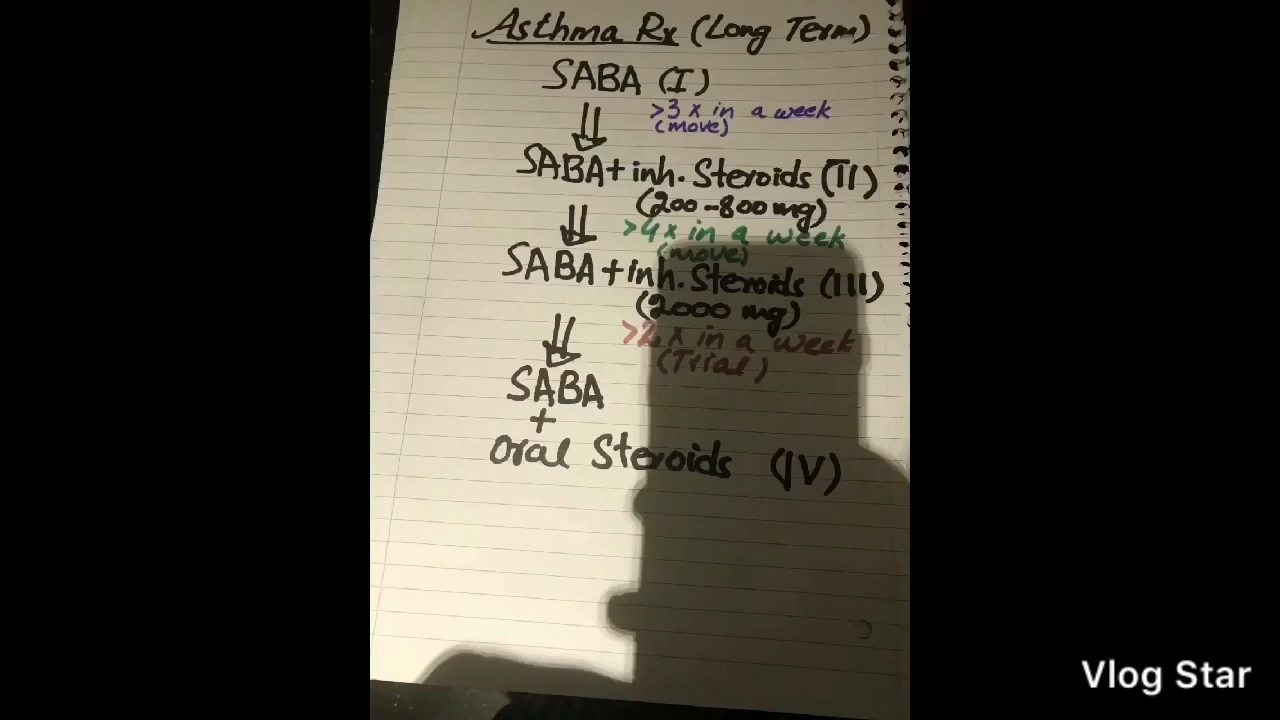 Asthma Rx (Long Term)
SABA (I)
>3 x in a week
(move)
SABA + inh. Steroids (II)
(200-800 mg)
>4 x in a week
(move)
SABA + inh. Steroids (III)
(2000 mg)
>2 x in a week
(Trial)
SABA
+
Oral Steroids (IV)
Vlog Star